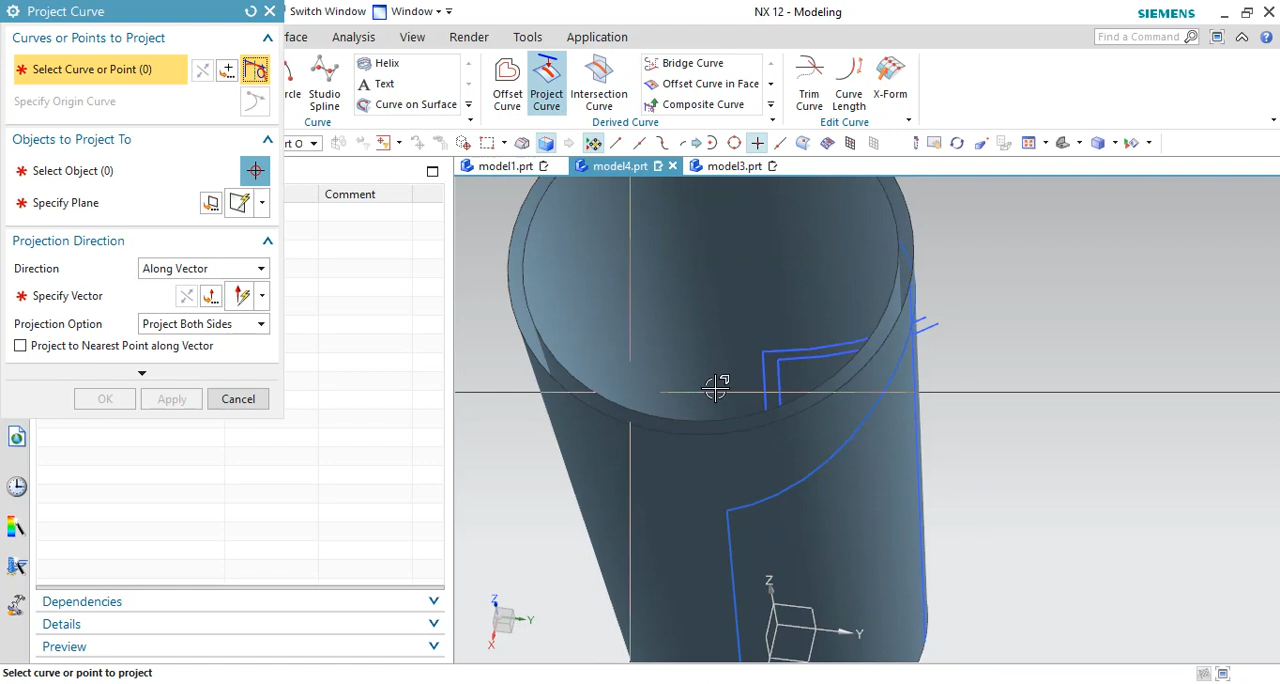 Project Curve
Switch Window Window
NX 12 - Modeling
SIEMENS
Curves or Points to Project
Select Curve or Point (0)
Specify Origin Curve
Objects to Project To
Select Object (0)
Specify Plane
Projection Direction
Direction Along Vector
Specify Vector
Projection Option Project Both Sides
Project to Nearest Point along Vector
OK Apply Cancel
face Analysis View Render Tools Application
Find a Command
rcle
Studio Spline
Helix
Text
Curve on Surface
Curve
Offset Curve
Project Curve
Intersection Curve
Bridge Curve
Offset Curve in Face
Composite Curve
Derived Curve
Trim Curve
Curve Length
X-Form
Edit Curve
rt O
model1.prt model4.prt model3.prt
Comment
Dependencies
Details
Preview
Z
Y
X
Z
Y
Select curve or point to project